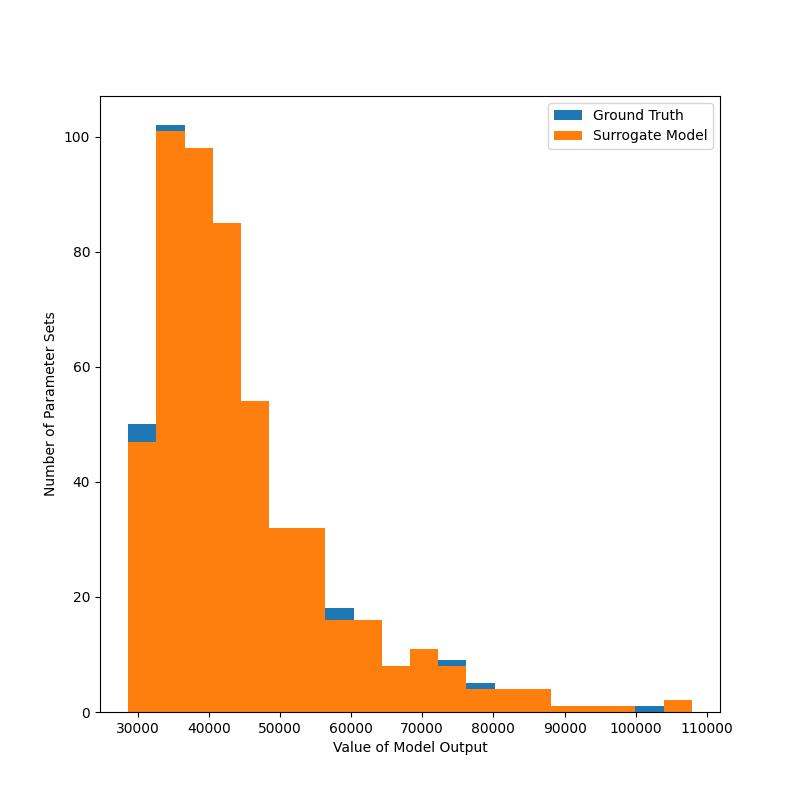 Ground Truth
Surrogate Model
100
80
60
40
20
0
Number of Parameter Sets
30000 40000 50000 60000 70000 80000 90000 100000 110000
Value of Model Output